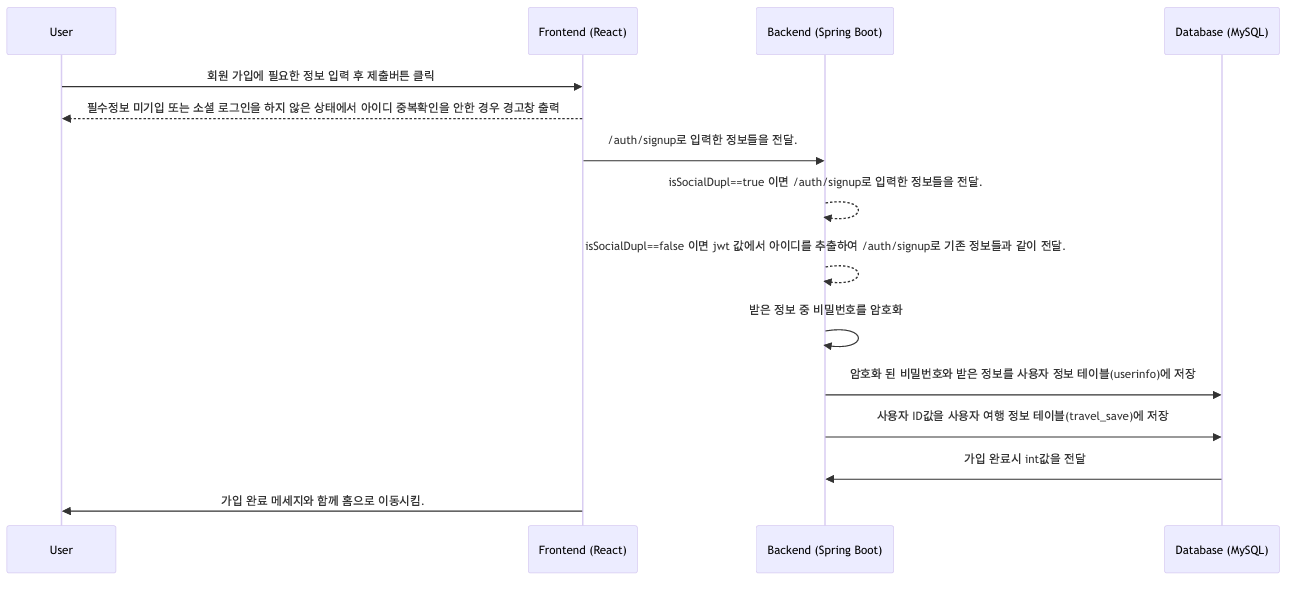 User
Frontend (React)
Backend (Spring Boot)
Database (MySQL)
회원 가입에 필요한 정보 입력 후 제출버튼 클릭
필수정보 미기입 또는 소셜 로그인을 하지 않은 상태에서 아이디 중복확인을 안한 경우 경고창 출력
/auth/signup로 입력한 정보들을 전달.
isSocialDupl==true 이면 /auth/signup로 입력한 정보들을 전달.
isSocialDupl==false 이면 jwt 값에서 아이디를 추출하여 /auth/signup로 기존 정보들과 같이 전달.
받은 정보 중 비밀번호를 암호화
암호화 된 비밀번호와 받은 정보를 사용자 정보 테이블(userinfo)에 저장
사용자 ID값을 사용자 여행 정보 테이블(travel_save)에 저장
가입 완료시 int값을 전달
가입 완료 메세지와 함께 홈으로 이동시킴.
User
Frontend (React)
Backend (Spring Boot)
Database (MySQL)